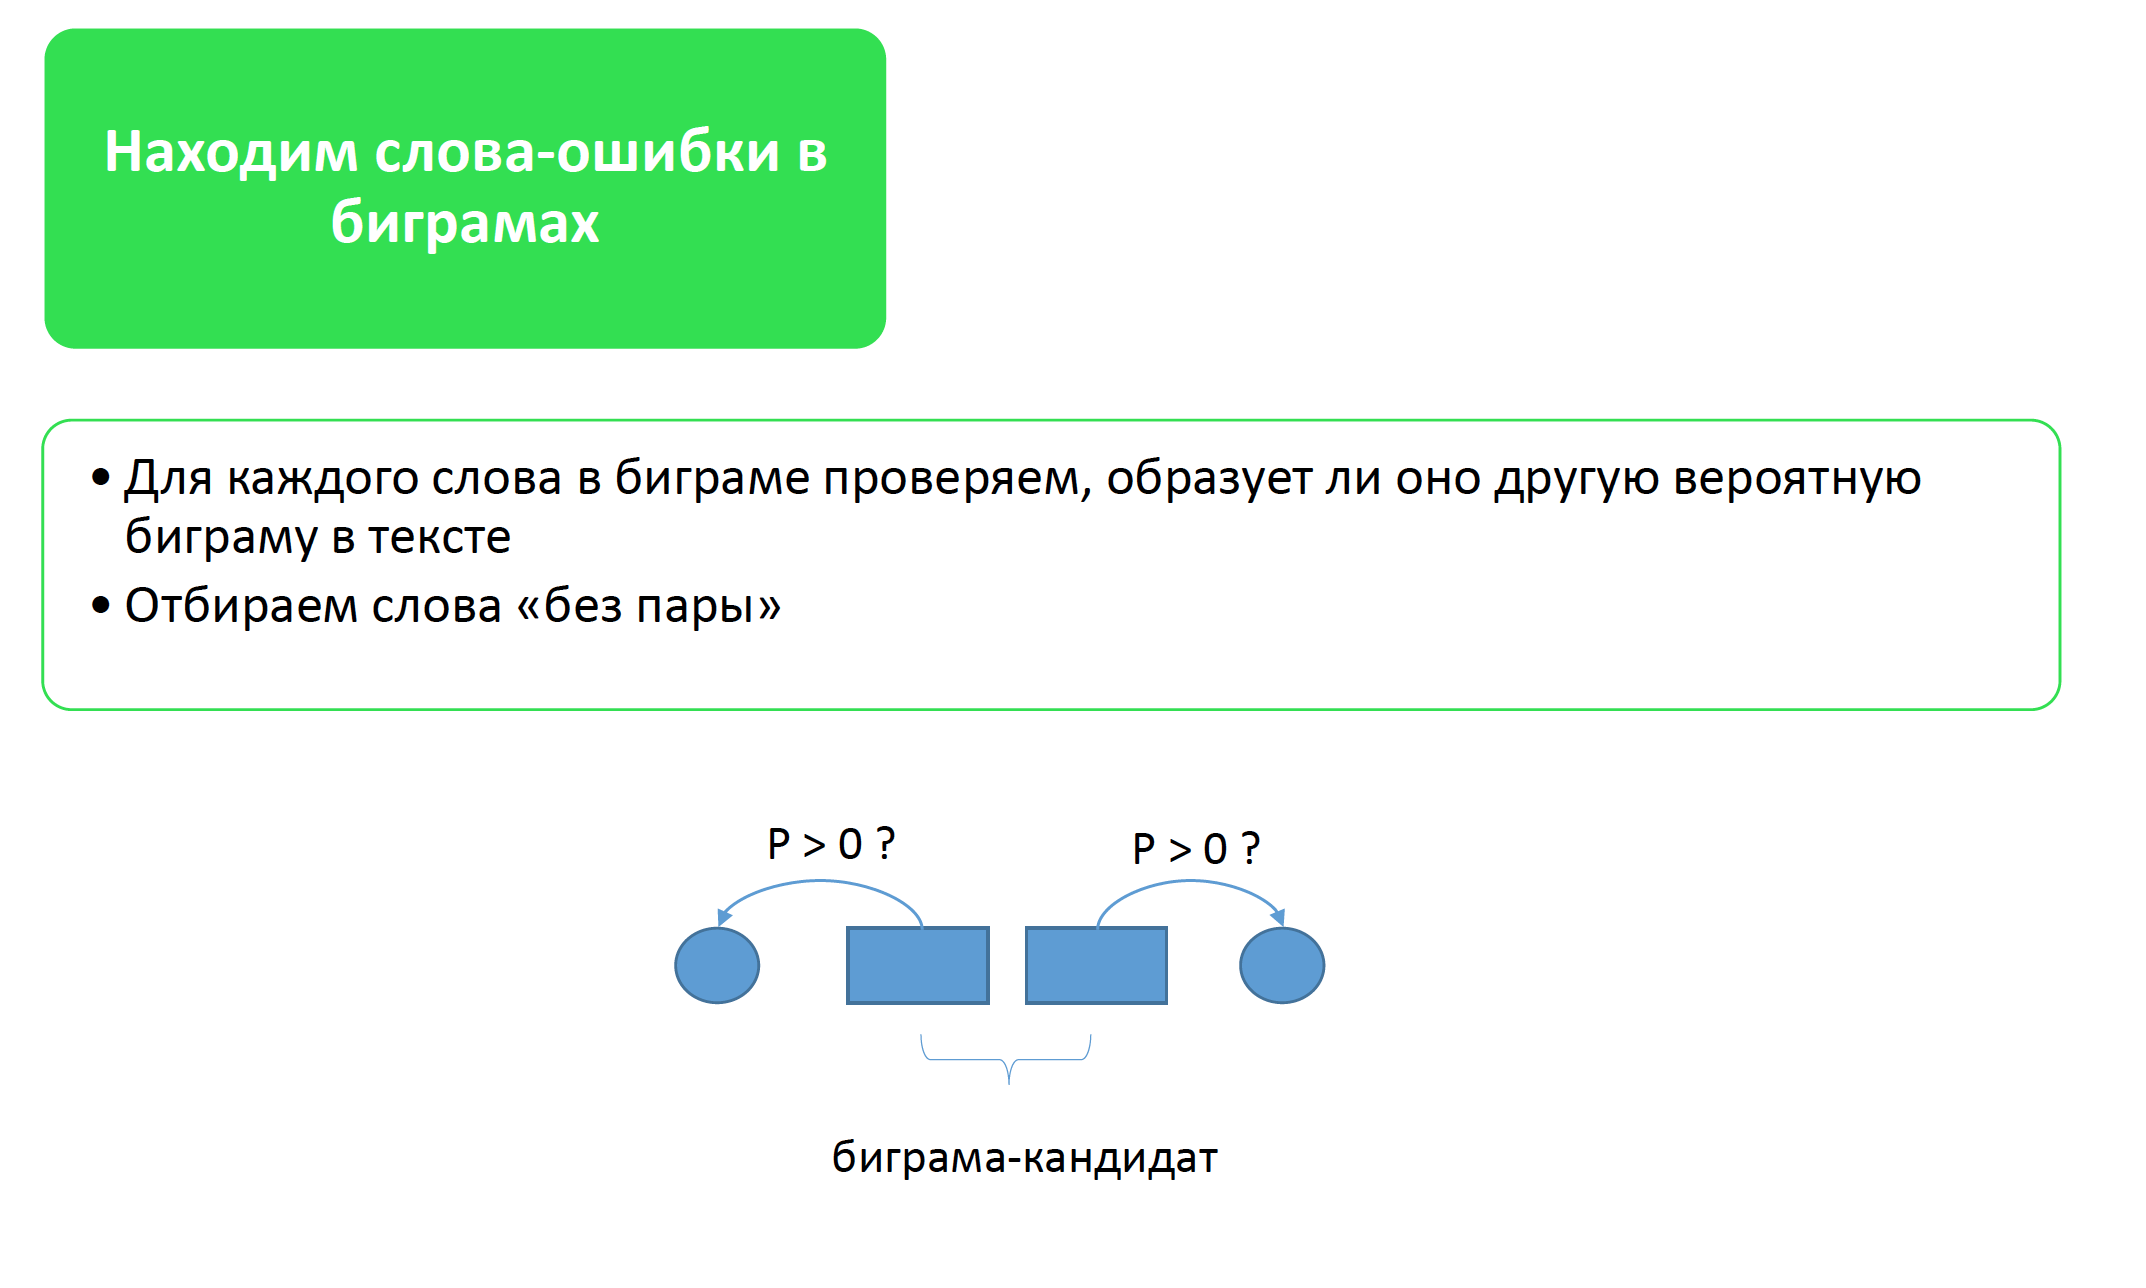 Находим слова-ошибки в
биграмах
• Для каждого слова в биграме проверяем, образует ли оно другую вероятную
биграму в тексте
• Отбираем слова «без пары»
P > 0 ?
P > 0 ?
биграма-кандидат